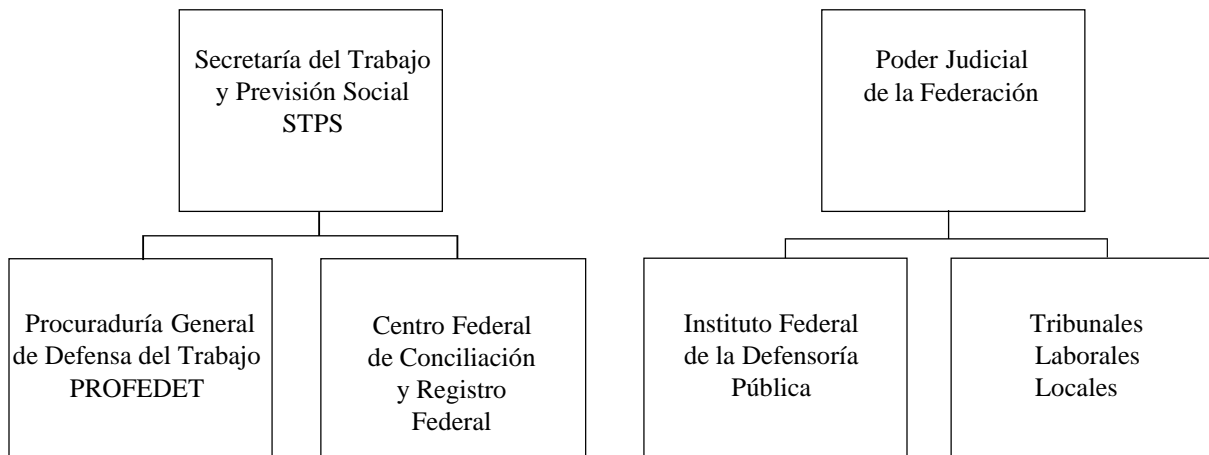 Secretaría del Trabajo
y Previsión Social
STPS
Poder Judicial
de la Federación
Procuraduría General
de Defensa del Trabajo
PROFEDET
Centro Federal
de Conciliación
y Registro
Federal
Instituto Federal
de la Defensoría
Pública
Tribunales
Laborales
Locales